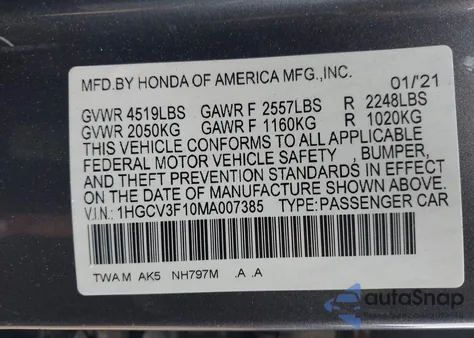 MFD.BY HONDA OF AMERICA MFG.,INC.
01/'21
GVWR 4519LBS GAWR F 2557LBS R 2248LBS
GVWR 2050KG GAWR F 1160KG R 1020KG
THIS VEHICLE CONFORMS TO ALL APPLICABLE
FEDERAL MOTOR VEHICLE SAFETY , BUMPER,
AND THEFT PREVENTION STANDARDS IN EFFECT
ON THE DATE OF MANUFACTURE SHOWN ABOVE.
V.I.N.: 1HGCV3F10MA007385 TYPE:PASSENGER CAR
TWA M AK5 NH797M .A .A
autoSnap